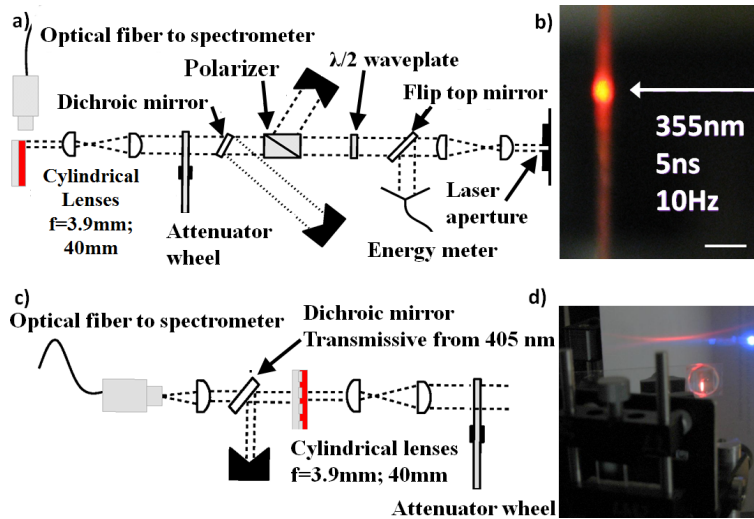 a)
Optical fiber to spectrometer
Polarizer
λ/2 waveplate
Dichroic mirror
Flip top mirror
Cylindrical
Lenses
f=3.9mm;
40mm
Attenuator
wheel
Energy meter
Laser
aperture
b)
355nm
5ns
10Hz
c)
Optical fiber to spectrometer
Dichroic mirror
Transmissive from 405 nm
Cylindrical lenses
f=3.9mm; 40mm
Attenuator wheel
d)